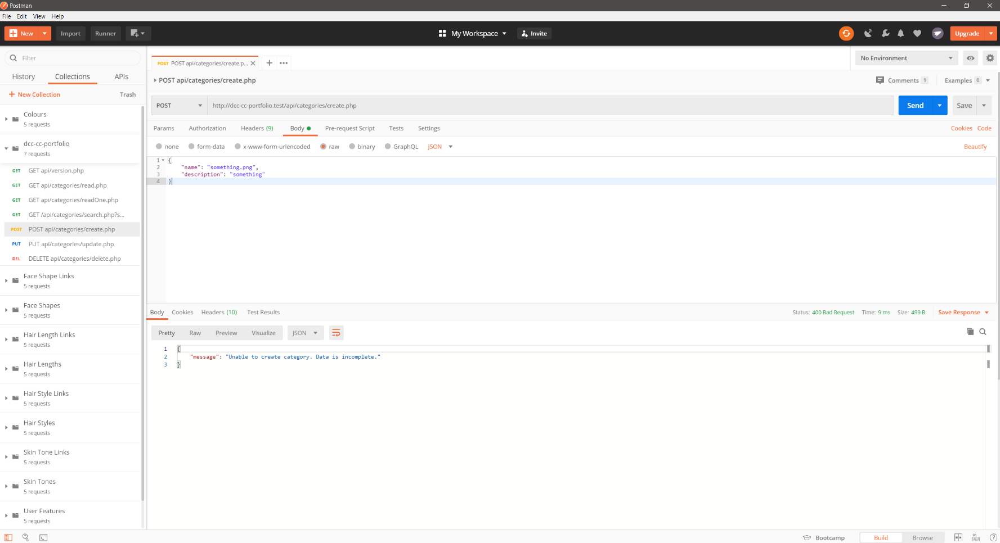 Postman
File Edit View Help
New Import Runner My Workspace Invite Upgrade
Filter
History Collections APIs
New Collection Trash
Colours
5 requests
dcc-cc-portfolio
7 requests
GET GET api/version.php
GET GET api/categories/read.php
GET GET api/categories/readOne.php
GET GET /api/categories/search.php?s...
POST POST api/categories/create.php
PUT PUT api/categories/update.php
DEL DELETE api/categories/delete.php
Face Shape Links
5 requests
Face Shapes
5 requests
Hair Length Links
5 requests
Hair Lengths
5 requests
Hair Style Links
5 requests
Hair Styles
5 requests
Skin Tone Links
5 requests
Skin Tones
5 requests
User Features
5 requests
POST POST api/categories/create.p...
No Environment
POST api/categories/create.php
Comments 1 Examples 0
POST http://dcc-cc-portfolio.test/api/categories/create.php Send Save
Params Authorization Headers (9) Body Pre-request Script Tests Settings Cookies Code
none form-data x-www-form-urlencoded raw binary GraphQL JSON Beautify
1 {
2 "name": "something.png",
3 "description": "something"
4 }
Body Cookies Headers (10) Test Results Status: 400 Bad Request Time: 9 ms Size: 499 B Save Response
Pretty Raw Preview Visualize JSON
1 {
2 "message": "Unable to create category. Data is incomplete."
3 }
Bootcamp Build Browse